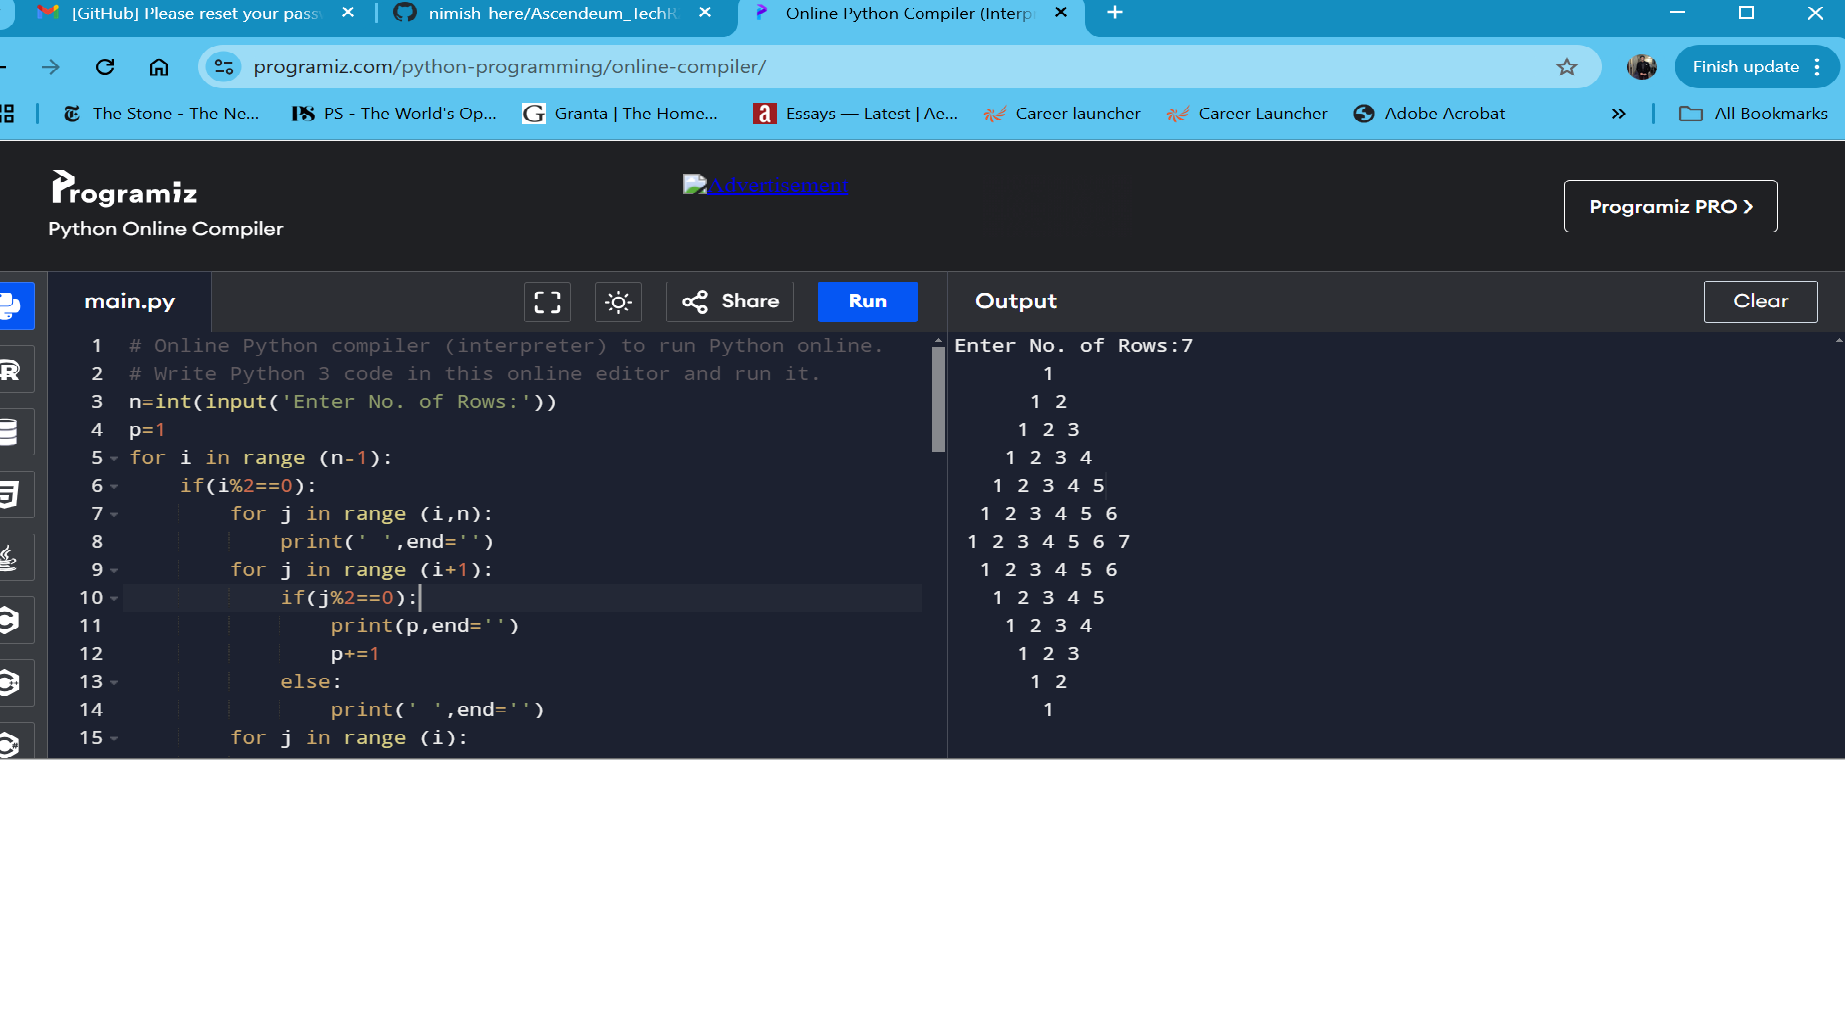 [GitHub] Please reset your pass
nimish here/Ascendeum_TechR
Online Python Compiler (Interp
programiz.com/python-programming/online-compiler/
Finish update
The Stone - The Ne...
PS - The World's Op...
Granta | The Home...
Essays — Latest | Ae...
Career launcher
Career Launcher
Adobe Acrobat
All Bookmarks
Programiz
Python Online Compiler
Advertisement
Programiz PRO
main.py
Share
Run
Output
Clear
1 # Online Python compiler (interpreter) to run Python online.
2 # Write Python 3 code in this online editor and run it.
3 n=int(input('Enter No. of Rows:'))
4 p=1
5 for i in range (n-1):
6     if(i%2==0):
7         for j in range (i,n):
8             print(' ',end='')
9         for j in range (i+1):
10             if(j%2==0):
11                 print(p,end='')
12                 p+=1
13             else:
14                 print(' ',end='')
15         for j in range (i):
Enter No. of Rows:7
1
1 2
1 2 3
1 2 3 4
1 2 3 4 5
1 2 3 4 5 6
1 2 3 4 5 6 7
1 2 3 4 5 6
1 2 3 4 5
1 2 3 4
1 2 3
1 2
1